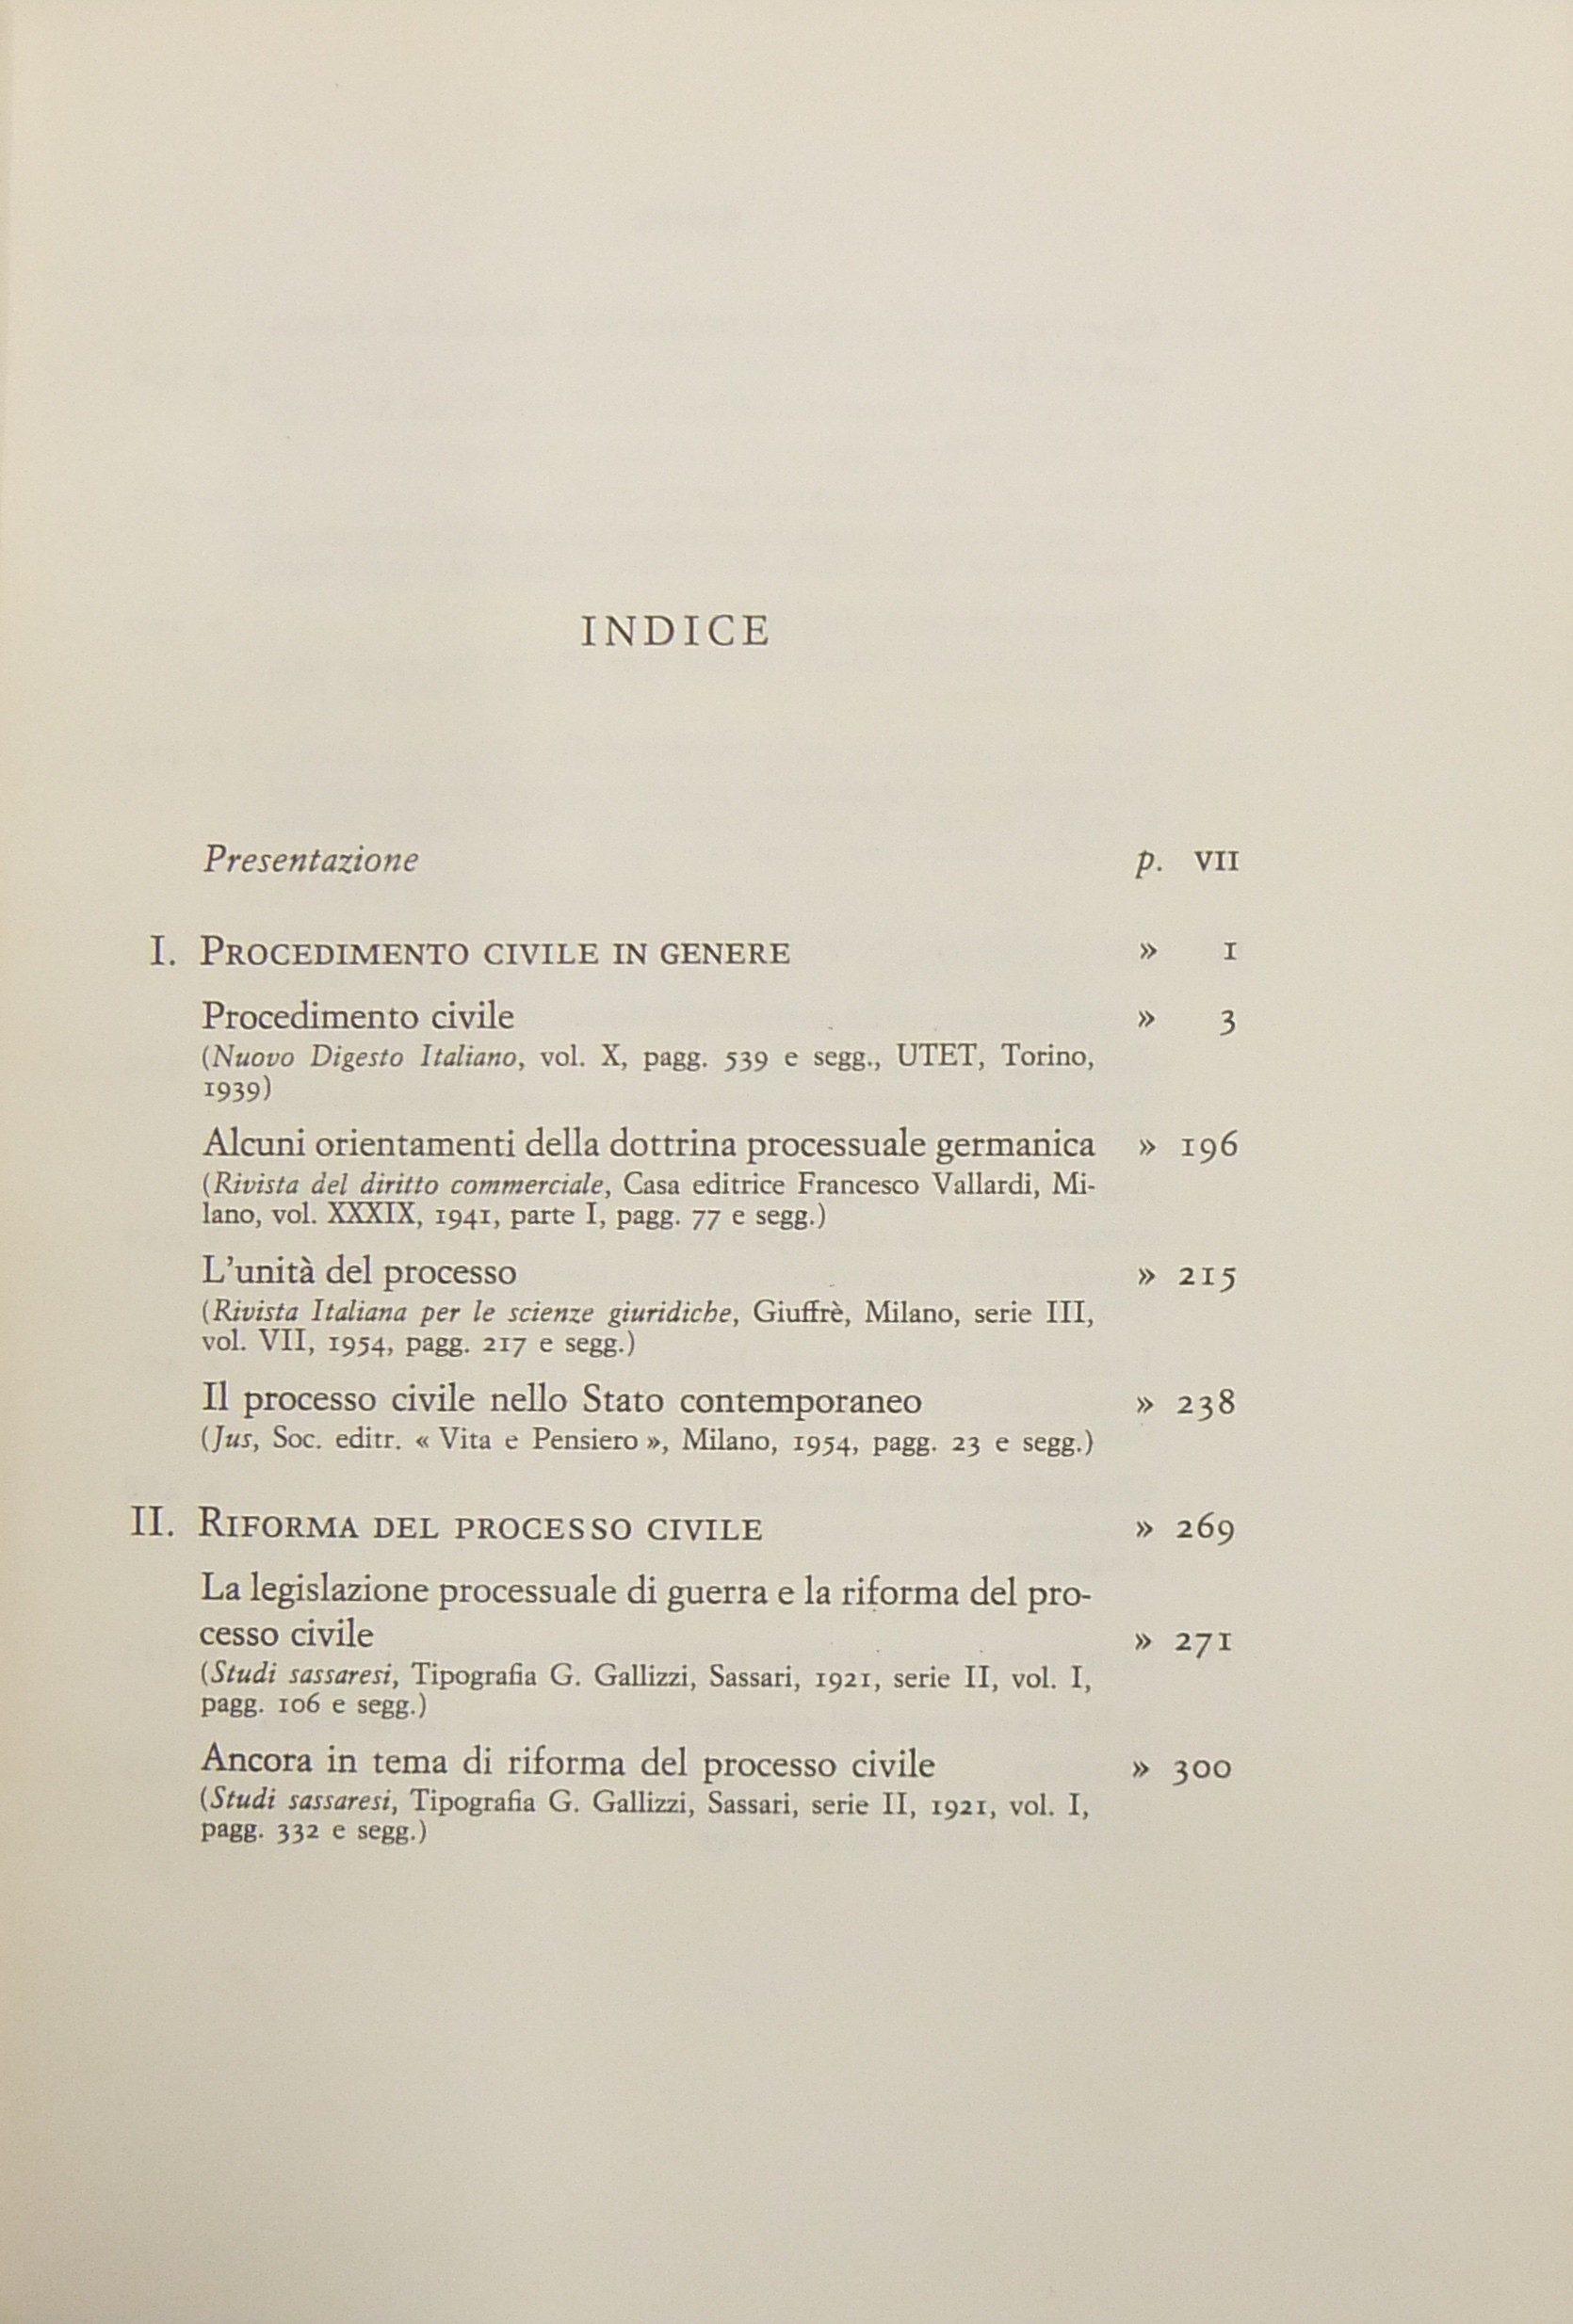 INDICE
Presentazione p. VII
I. PROCEDIMENTO CIVILE IN GENERE » 1
Procedimento civile » 3
(Nuovo Digesto Italiano, vol. X, pagg. 539 e segg., UTET, Torino,
1939)
Alcuni orientamenti della dottrina processuale germanica » 196
(Rivista del diritto commerciale, Casa editrice Francesco Vallardi, Mi-
lano, vol. XXXIX, 1941, parte I, pagg. 77 e segg.)
L'unità del processo » 215
(Rivista Italiana per le scienze giuridiche, Giuffrè, Milano, serie III,
vol. VII, 1954, pagg. 217 e segg.)
Il processo civile nello Stato contemporaneo » 238
(Jus, Soc. editr. « Vita e Pensiero », Milano, 1954, pagg. 23 e segg.)
II. RIFORMA DEL PROCESSO CIVILE » 269
La legislazione processuale di guerra e la riforma del pro-
cesso civile » 271
(Studi sassaresi, Tipografia G. Gallizzi, Sassari, 1921, serie II, vol. I,
pagg. 106 e segg.)
Ancora in tema di riforma del processo civile » 300
(Studi sassaresi, Tipografia G. Gallizzi, Sassari, serie II, 1921, vol. I,
pagg. 332 e segg.)